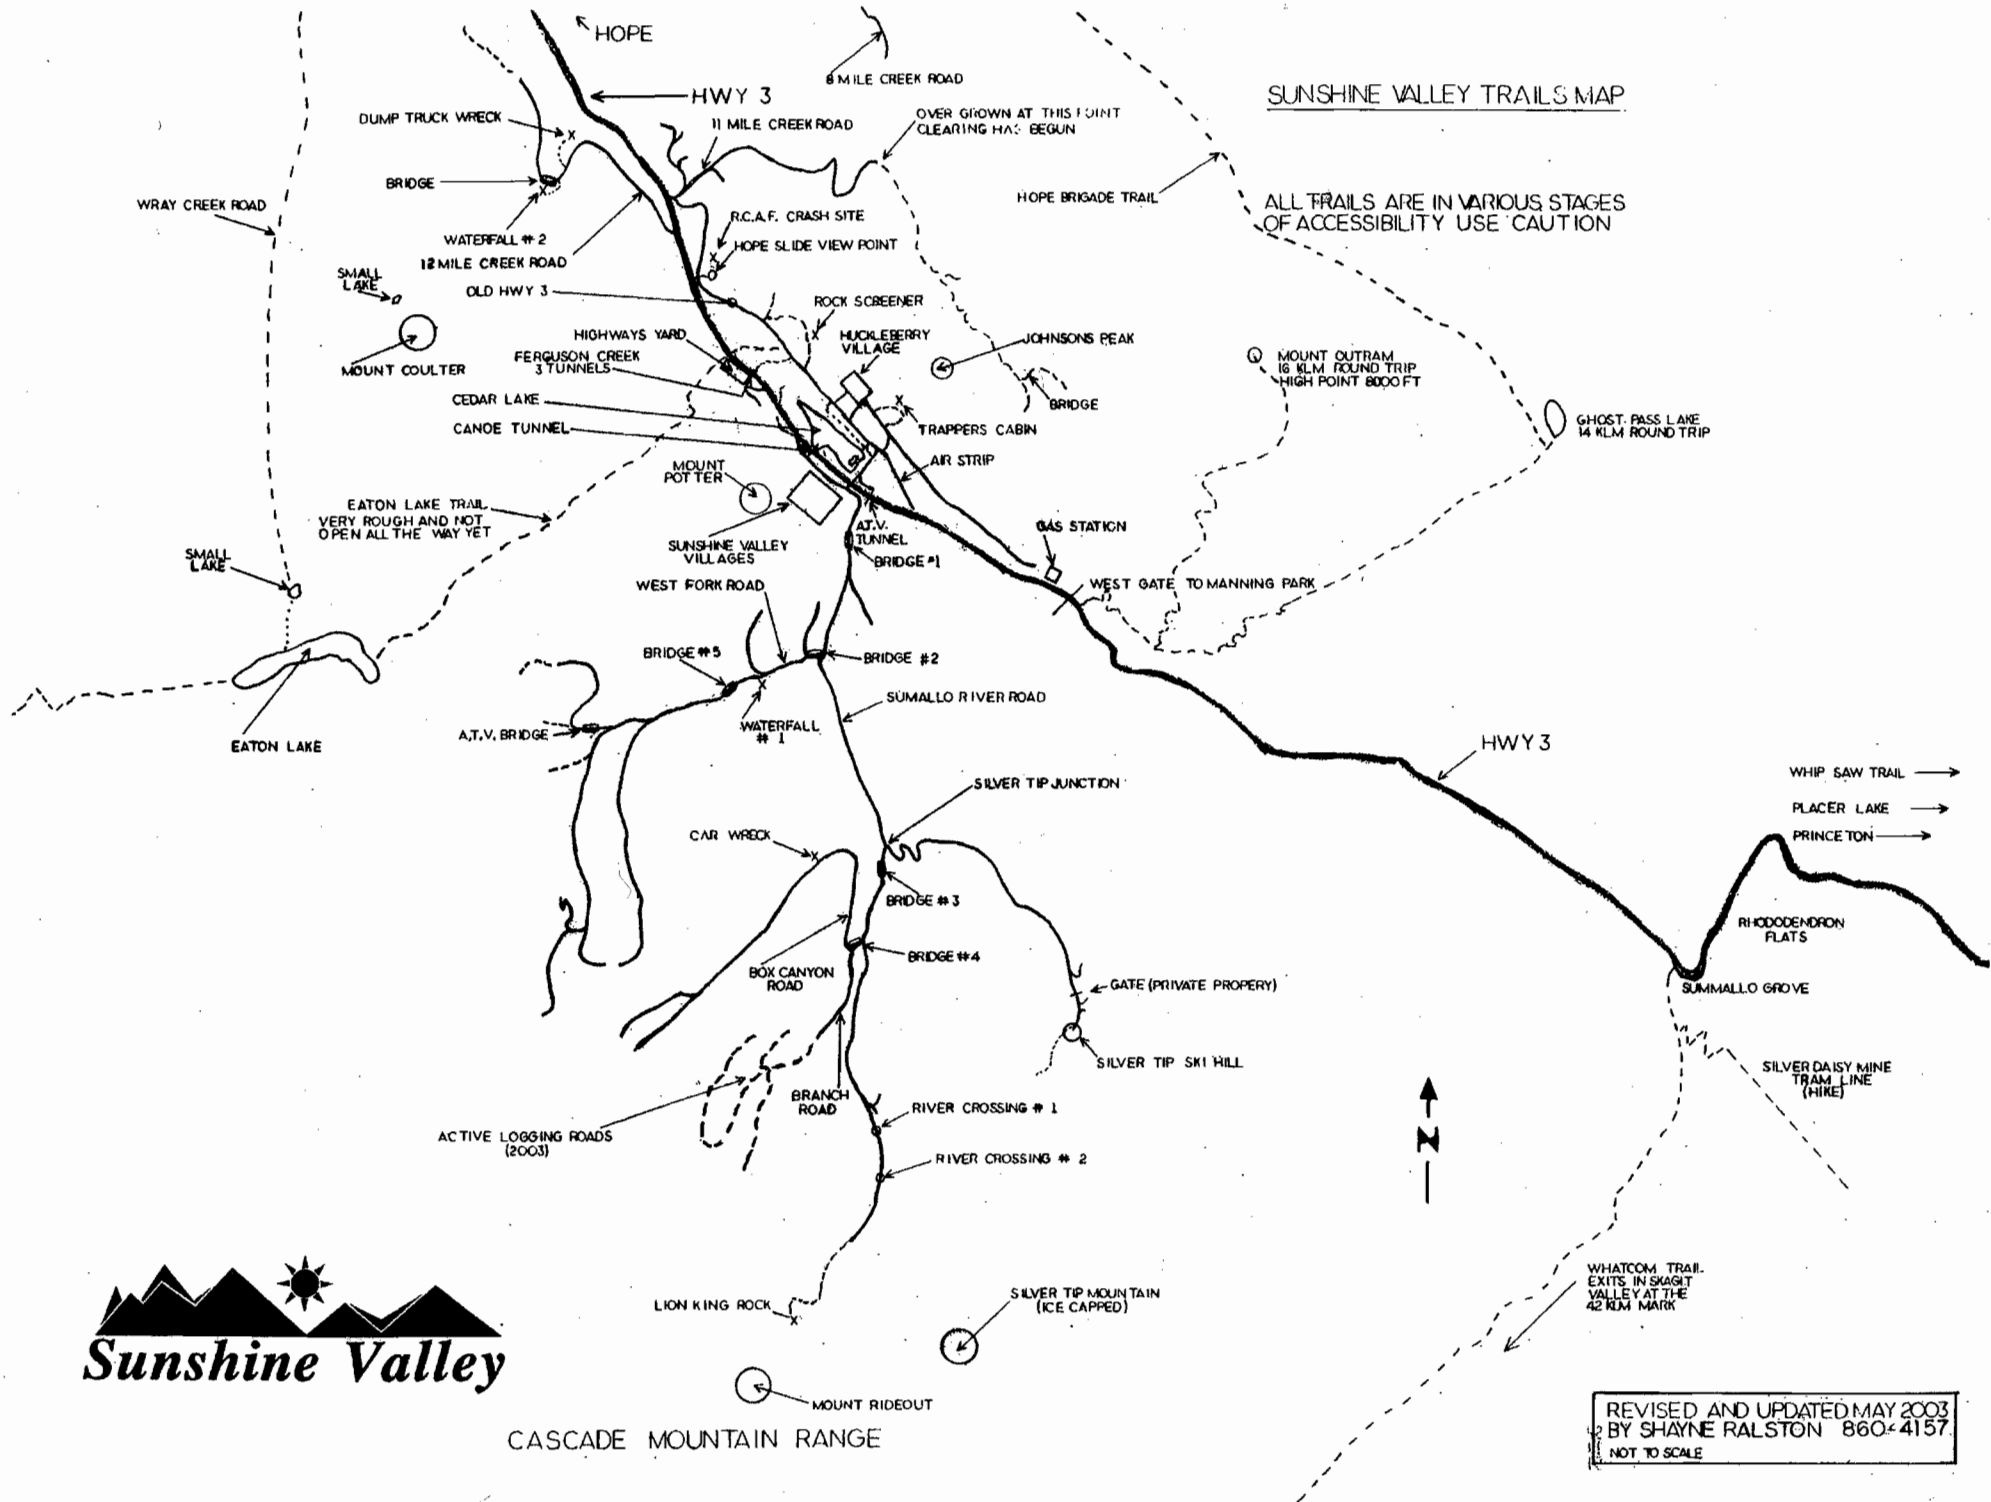 HOPE
HWY 3
8 MILE CREEK ROAD
SUNSHINE VALLEY TRAILS MAP
DUMP TRUCK WRECK
11 MILE CREEK ROAD
OVER GROWN AT THIS POINT
CLEARING HAS BEGUN
BRIDGE
WRAY CREEK ROAD
HOPE BRIGADE TRAIL
ALL TRAILS ARE IN VARIOUS STAGES
OF ACCESSIBILITY USE CAUTION
R.C.A.F. CRASH SITE
WATERFALL # 2
HOPE SLIDE VIEW POINT
12 MILE CREEK ROAD
SMALL
LAKE
OLD HWY 3
ROCK SCREENER
HIGHWAYS YARD
HUCKLEBERRY
VILLAGE
JOHNSONS PEAK
MOUNT COULTER
FERGUSON CREEK
3 TUNNELS
MOUNT OUTRAM
16 KLM ROUND TRIP
HIGH POINT 8000 FT
CEDAR LAKE
BRIDGE
CANOE TUNNEL
TRAPPERS CABIN
GHOST PASS LAKE
14 KLM ROUND TRIP
MOUNT
POTTER
AIR STRIP
EATON LAKE TRAIL
VERY ROUGH AND NOT
OPEN ALL THE WAY YET
A.T.V.
TUNNEL
GAS STATION
SUNSHINE VALLEY
VILLAGES
SMALL
LAKE
BRIDGE #1
WEST FORK ROAD
WEST GATE TO MANNING PARK
BRIDGE #5
BRIDGE #2
SUMALLO RIVER ROAD
WATERFALL
# 1
A.T.V. BRIDGE
EATON LAKE
HWY 3
WHIP SAW TRAIL
SILVER TIP JUNCTION
PLACER LAKE
CAR WRECK
PRINCETON
BRIDGE #3
RHODODENDRON
FLATS
BRIDGE #4
BOX CANYON
ROAD
GATE (PRIVATE PROPERY)
SUMMALLO GROVE
SILVER TIP SKI HILL
SILVER DAISY MINE
TRAM LINE
(HIKE)
BRANCH
ROAD
RIVER CROSSING # 1
ACTIVE LOGGING ROADS
(2003)
N
RIVER CROSSING # 2
WHATCOM TRAIL
EXITS IN SKAGIT
VALLEY AT THE
42 KLM MARK
LION KING ROCK
SILVER TIP MOUNTAIN
(ICE CAPPED)
Sunshine Valley
MOUNT RIDEOUT
CASCADE MOUNTAIN RANGE
REVISED AND UPDATED MAY 2003
BY SHAYNE RALSTON 860-4157
NOT TO SCALE